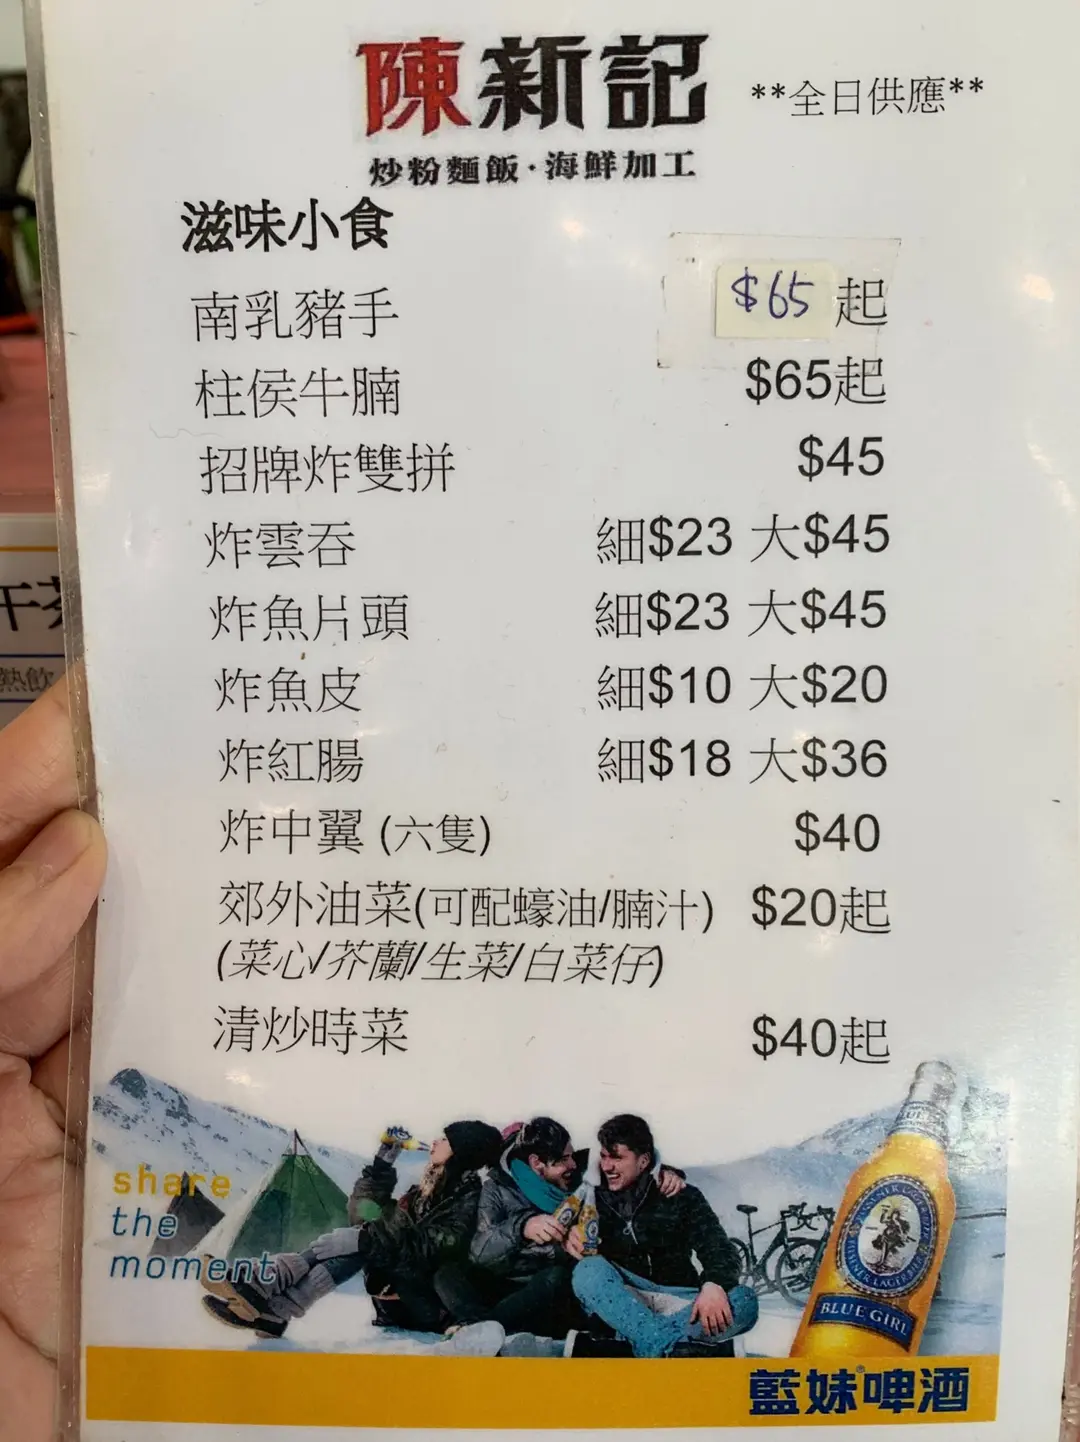 陳新記
**全日供應**
炒粉麵飯·海鮮加工
滋味小食
南乳豬手 $65起
柱侯牛腩 $65起
招牌炸雙拼 $45
炸雲吞 細$23 大$45
炸魚片頭 細$23 大$45
炸魚皮 細$10 大$20
炸紅腸 細$18 大$36
炸中翼 (六隻) $40
郊外油菜(可配蠔油/腩汁) $20起
(菜心/芥蘭/生菜/白菜仔)
清炒時菜 $40起
share
the
moment
BLUE GIRL
藍妹®啤酒
熱飲